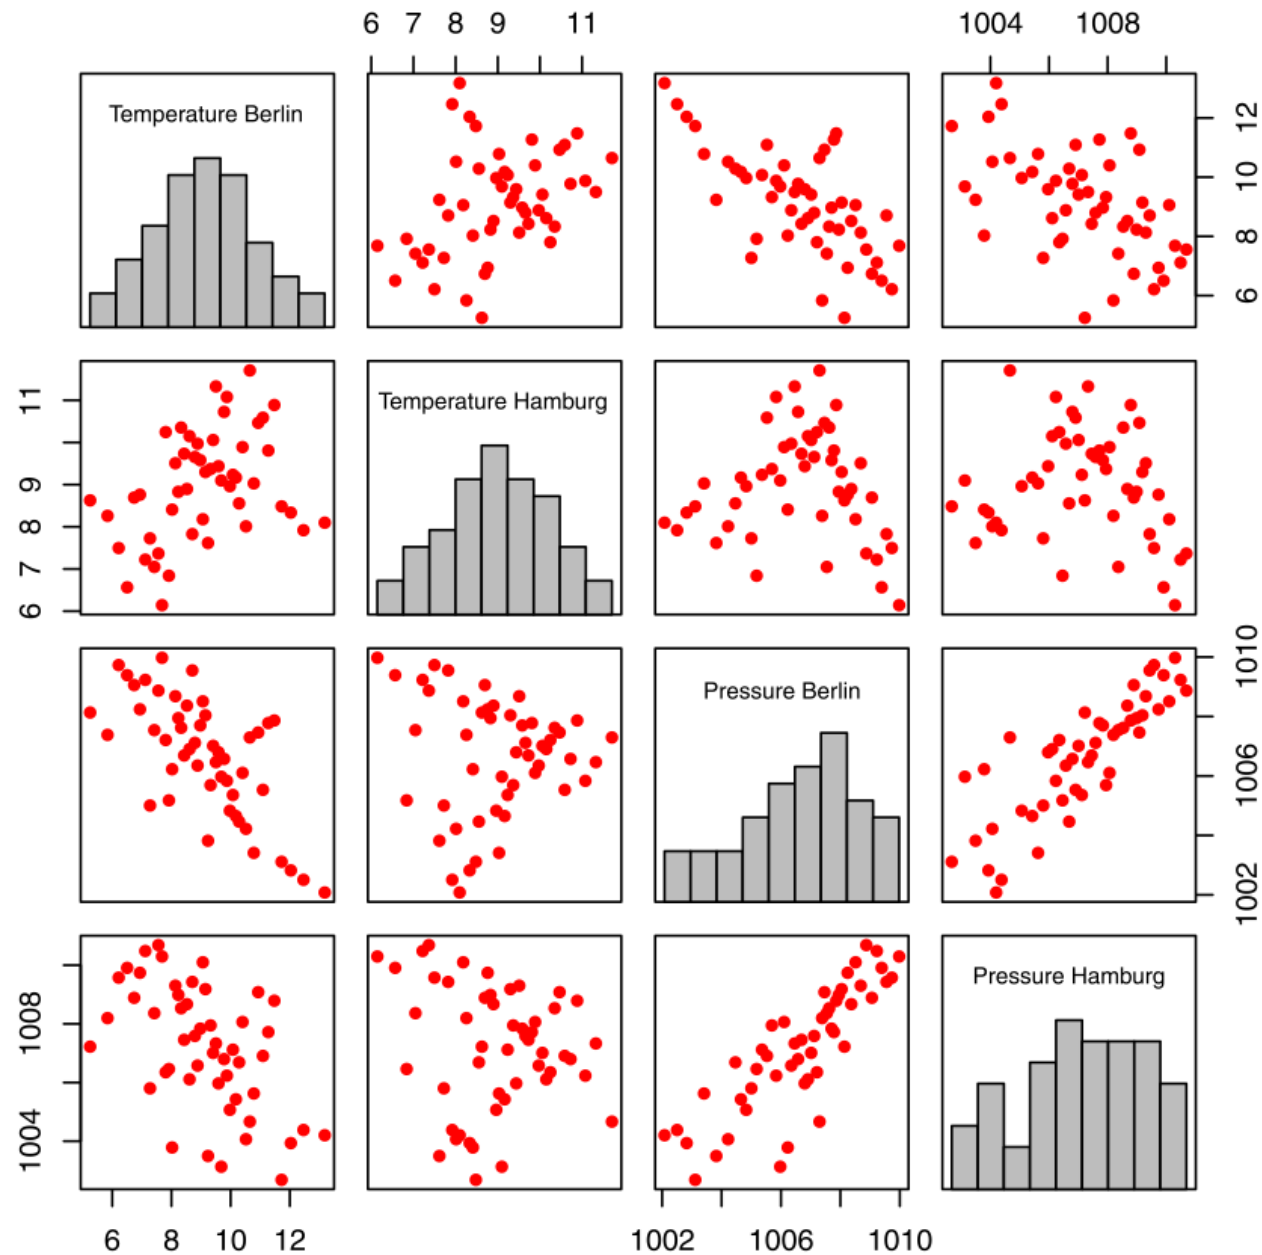 6 7 8 9 11
1004 1008
Temperature Berlin
6 8 10 12
6 7 8 9 11
Temperature Hamburg
Pressure Berlin
1002 1006 1010
1004 1008
Pressure Hamburg
6 8 10 12
1002 1006 1010